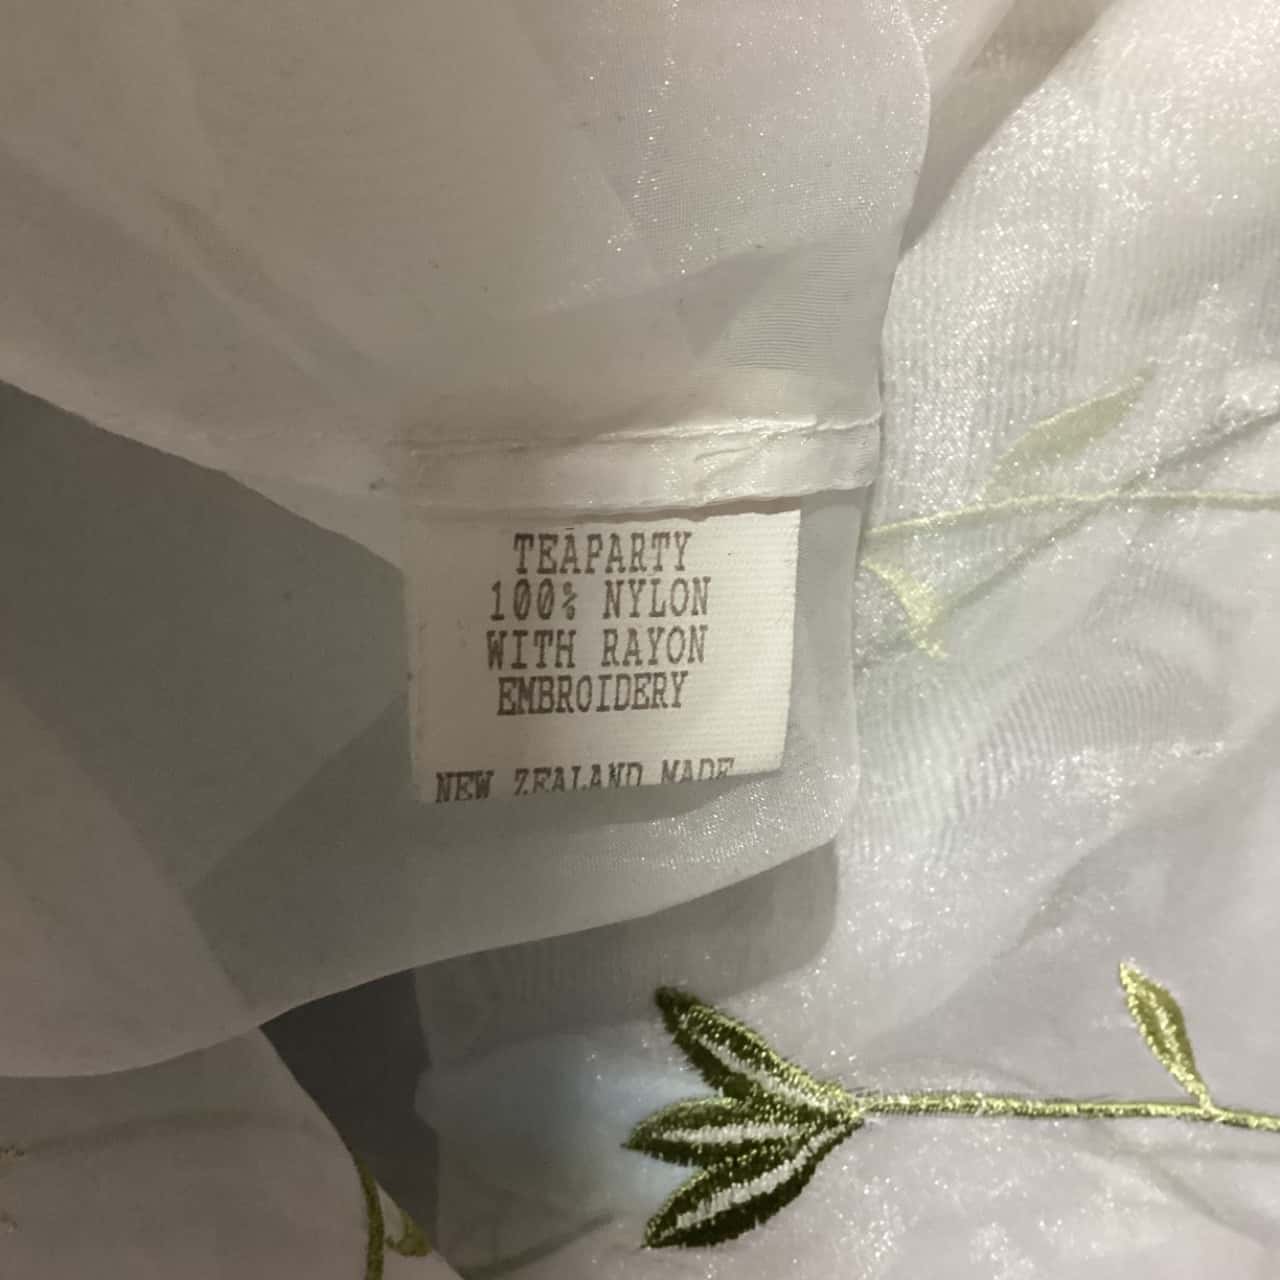 TEAPARTY
100% NYLON
WITH RAYON
EMBROIDERY
NEW ZEALAND MADE